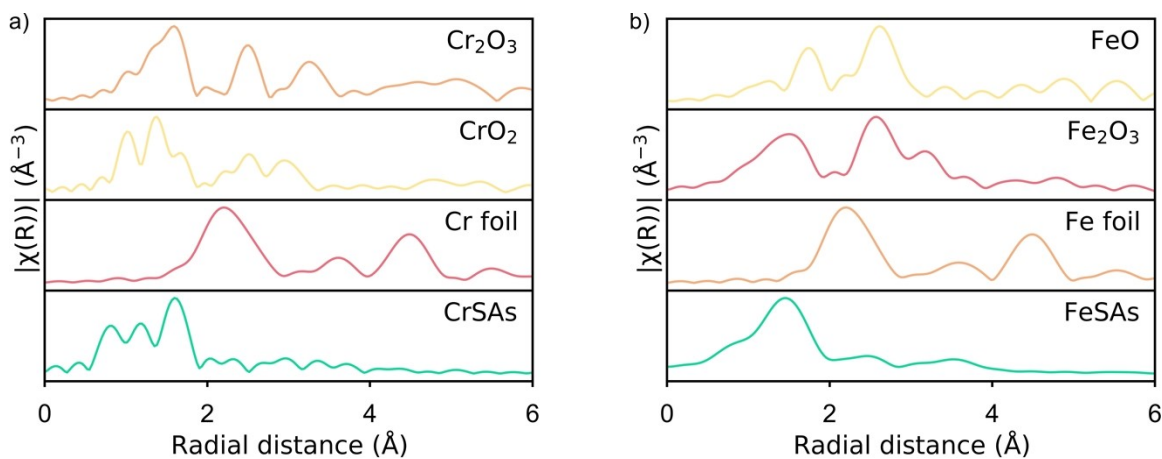 a)
Cr₂O₃
CrO₂
Cr foil
CrSAs
|χ(R))| (Å⁻³)
0 2 4 6
Radial distance (Å)
b)
FeO
Fe₂O₃
Fe foil
FeSAs
|χ(R))| (Å⁻³)
0 2 4 6
Radial distance (Å)